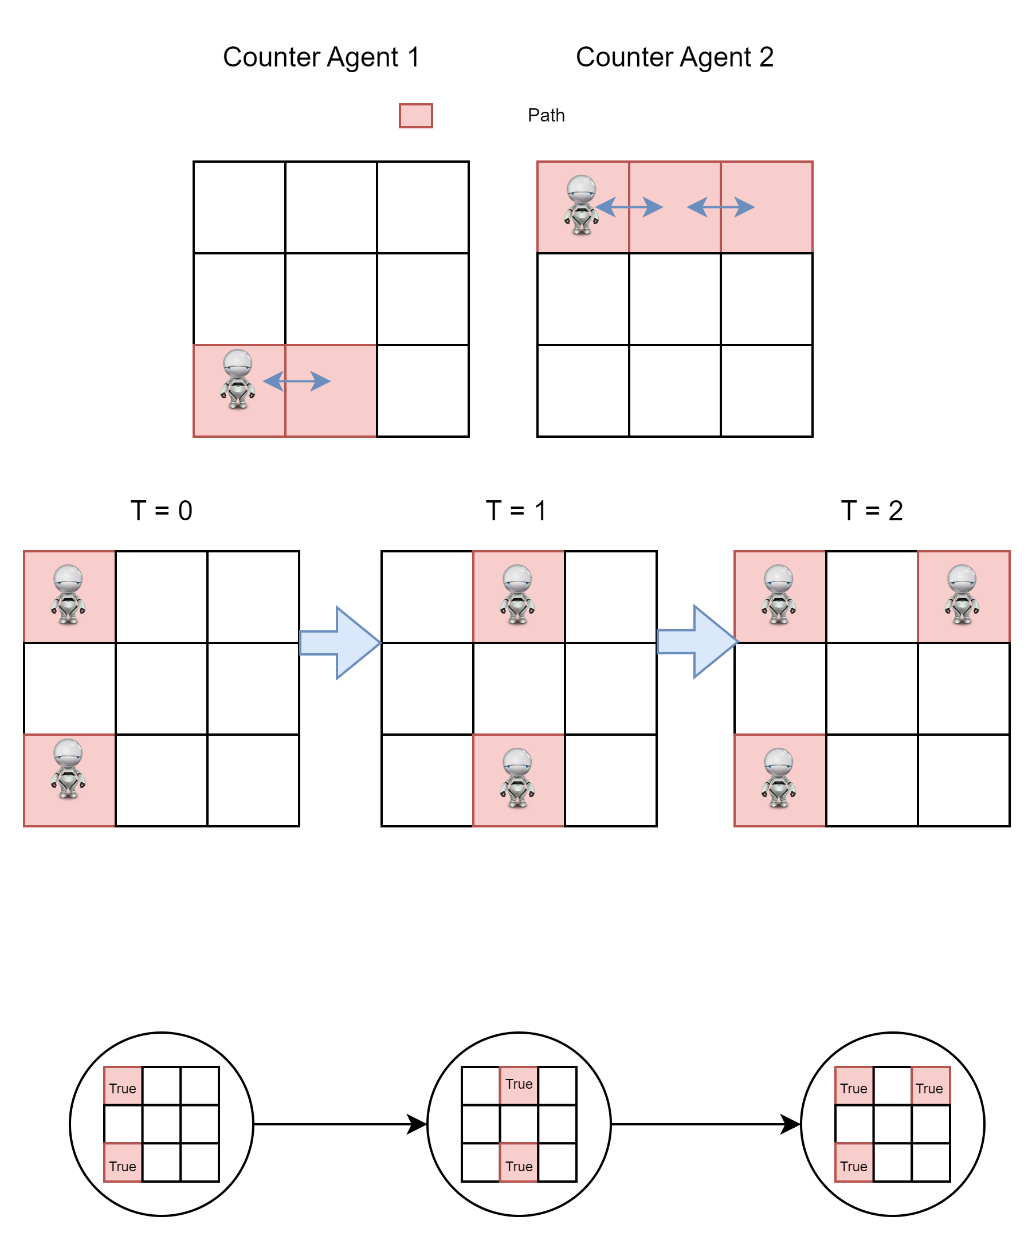 Counter Agent 1
Counter Agent 2
Path
T = 0
T = 1
T = 2
True
True
True
True
True
True
True